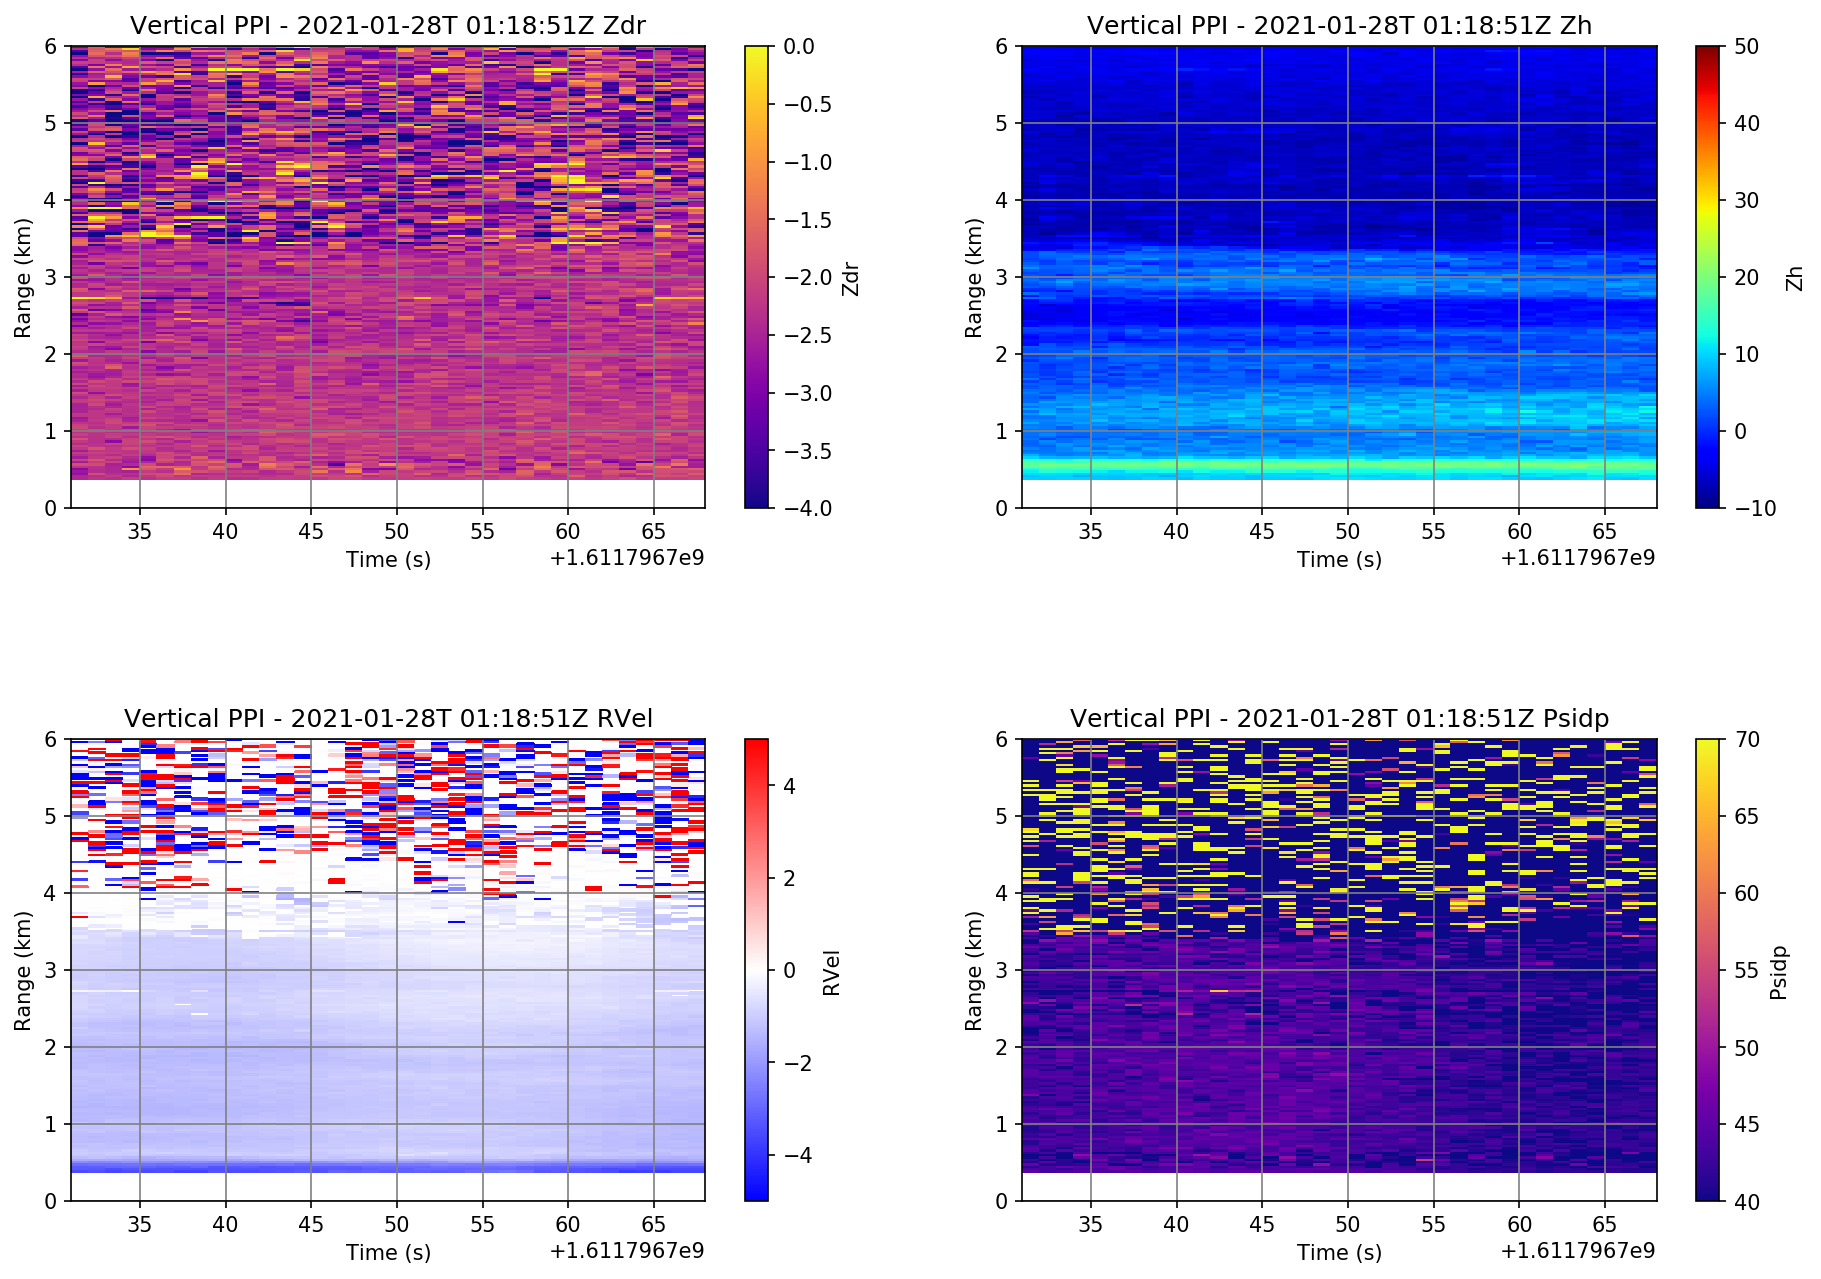 Vertical PPI - 2021-01-28T 01:18:51Z Zdr
6
5
4
3
2
1
0
Range (km)
35 40 45 50 55 60 65
Time (s)
+1.6117967e9
0.0
−0.5
−1.0
−1.5
−2.0
−2.5
−3.0
−3.5
−4.0
Zdr
Vertical PPI - 2021-01-28T 01:18:51Z Zh
6
5
4
3
2
1
0
Range (km)
35 40 45 50 55 60 65
Time (s)
+1.6117967e9
50
40
30
20
10
0
−10
Zh
Vertical PPI - 2021-01-28T 01:18:51Z RVel
6
5
4
3
2
1
0
Range (km)
35 40 45 50 55 60 65
Time (s)
+1.6117967e9
4
2
0
−2
−4
RVel
Vertical PPI - 2021-01-28T 01:18:51Z Psidp
6
5
4
3
2
1
0
Range (km)
35 40 45 50 55 60 65
Time (s)
+1.6117967e9
70
65
60
55
50
45
40
Psidp